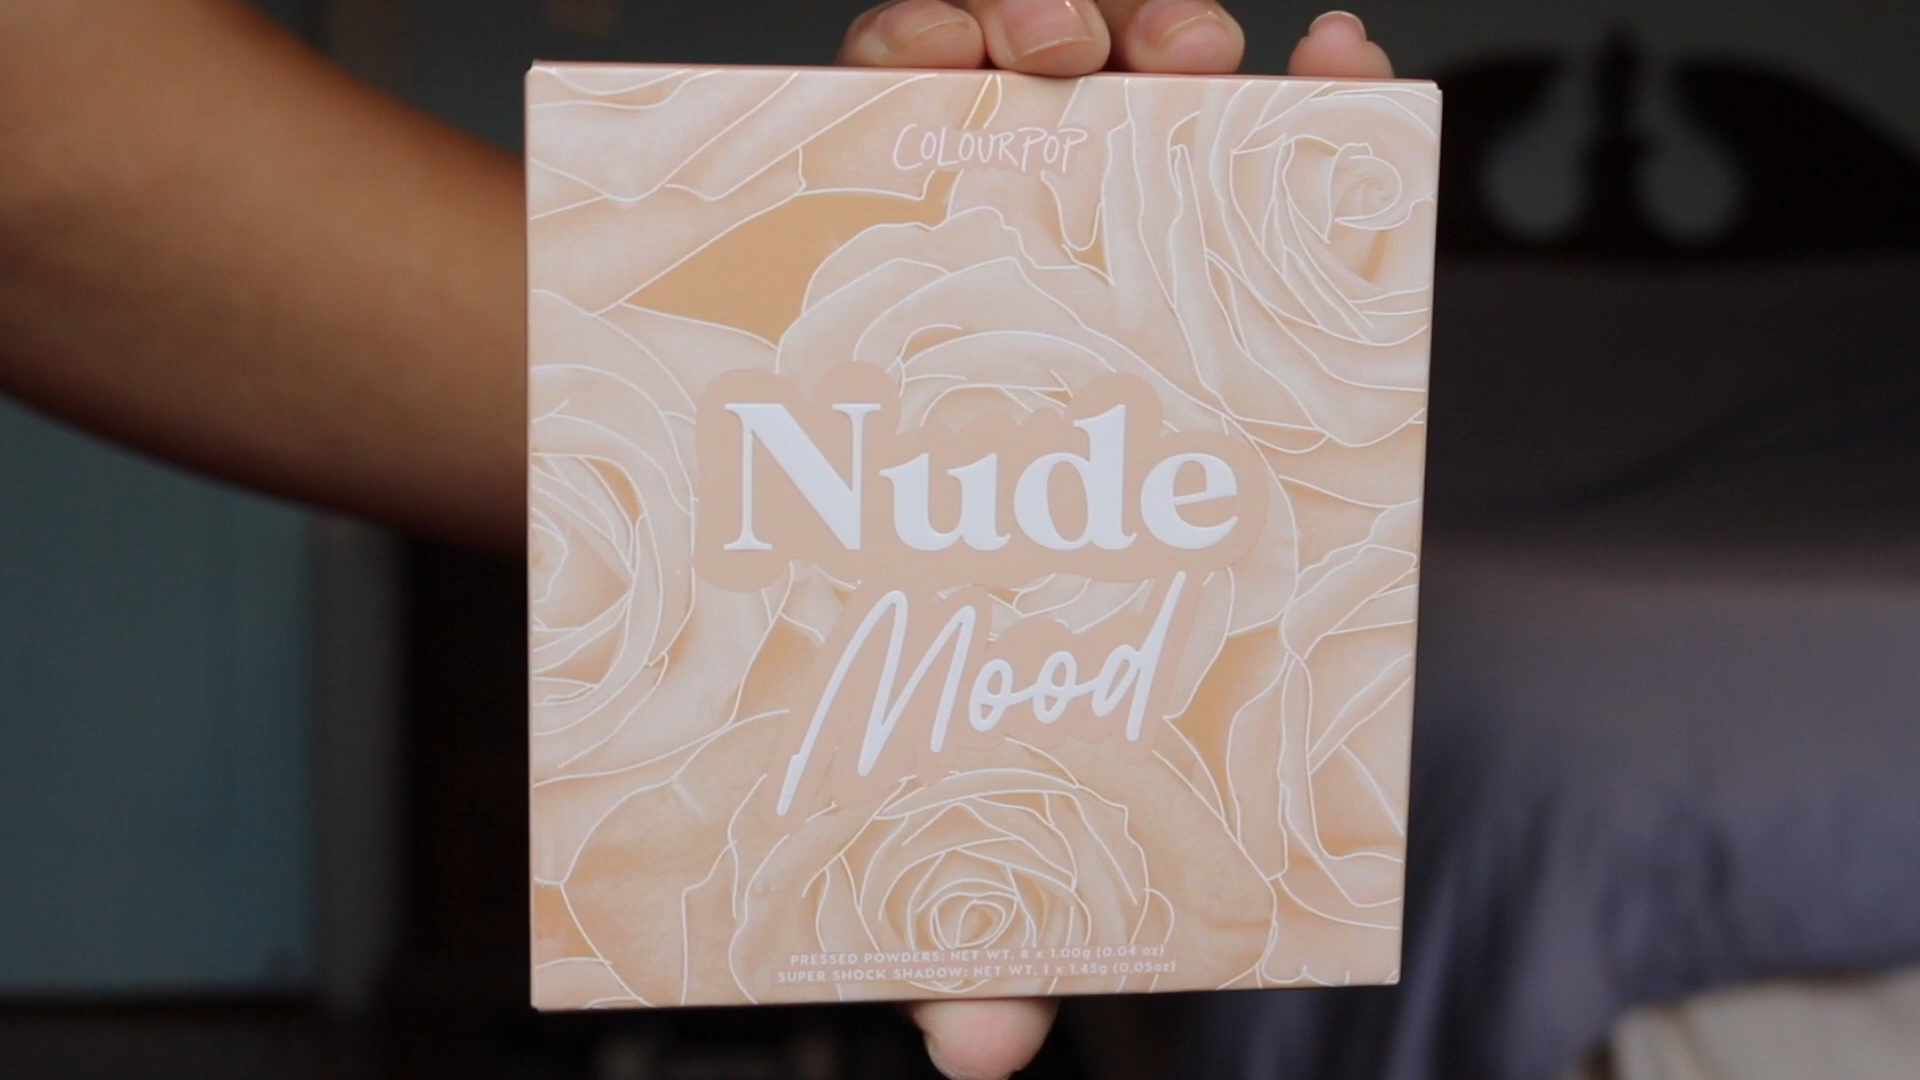 COLOURPOP
Nude
Mood
PRESSED POWDERS: NET WT. 8 x 1.00g (0.04 oz)
SUPER SHOCK SHADOW: NET WT. 1 x 1.45g (0.05oz)